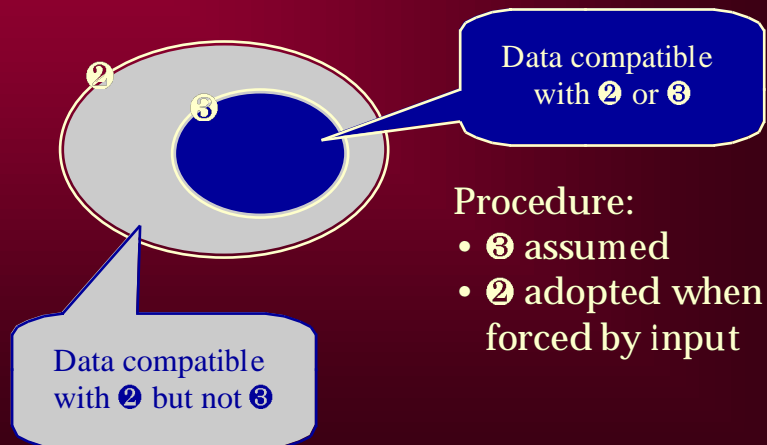 ❷
❸
Data compatible
with ❷ or ❸
Procedure:
• ❸ assumed
• ❷ adopted when
forced by input
Data compatible
with ❷ but not ❸